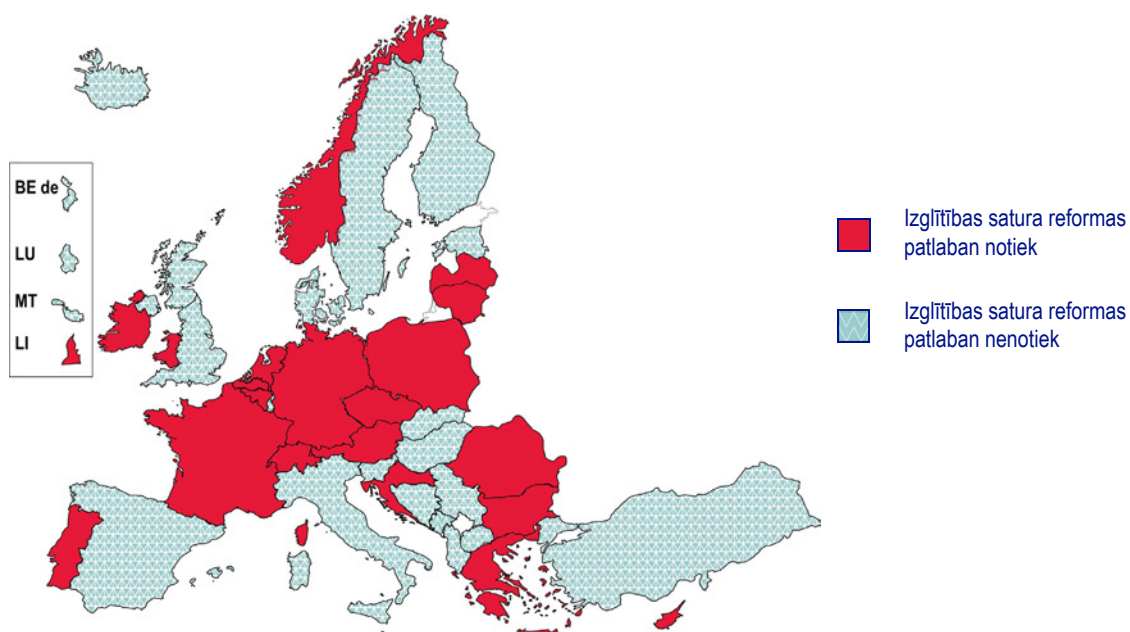 BE de
LU
MT
LI
Izglītības satura reformas
patlaban notiek
Izglītības satura reformas
patlaban nenotiek